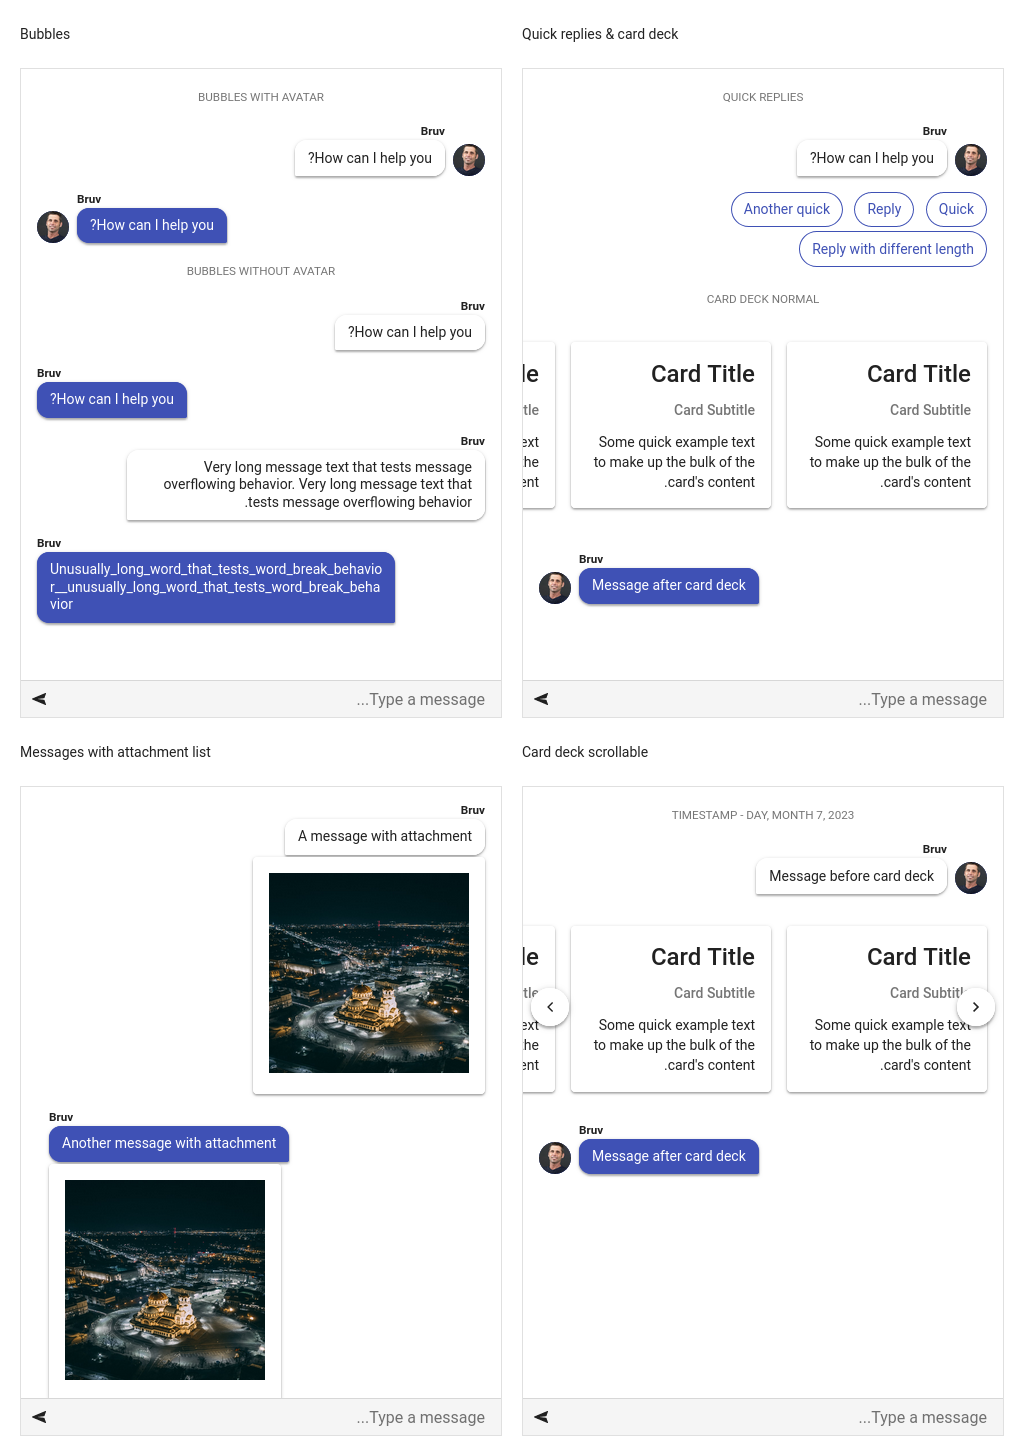 Bubbles
BUBBLES WITH AVATAR
Bruv
?How can I help you
Bruv
?How can I help you
BUBBLES WITHOUT AVATAR
Bruv
?How can I help you
Bruv
?How can I help you
Bruv
Very long message text that tests message
overflowing behavior. Very long message text that
.tests message overflowing behavior
Bruv
Unusually_long_word_that_tests_word_break_behavio
r__unusually_long_word_that_tests_word_break_beha
vior
...Type a message
Quick replies & card deck
QUICK REPLIES
Bruv
?How can I help you
Another quick
Reply
Quick
Reply with different length
CARD DECK NORMAL
le
tle
ext
the
ent
Card Title
Card Subtitle
Some quick example text
to make up the bulk of the
.card's content
Card Title
Card Subtitle
Some quick example text
to make up the bulk of the
.card's content
Bruv
Message after card deck
...Type a message
Messages with attachment list
Bruv
A message with attachment
Bruv
Another message with attachment
...Type a message
Card deck scrollable
TIMESTAMP - DAY, MONTH 7, 2023
Bruv
Message before card deck
le
tle
ext
the
ent
Card Title
Card Subtitle
Some quick example text
to make up the bulk of the
.card's content
Card Title
Card Subtitle
Some quick example text
to make up the bulk of the
.card's content
Bruv
Message after card deck
...Type a message